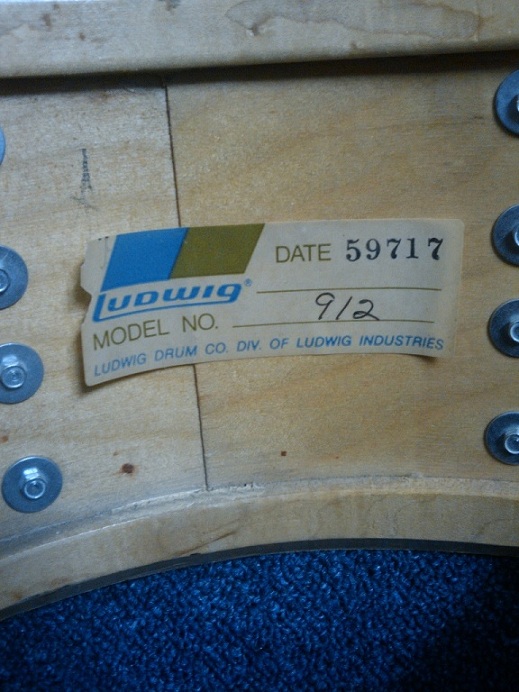 DATE 59717
LUDWIG®
MODEL NO. 912
LUDWIG DRUM CO. DIV. OF LUDWIG INDUSTRIES